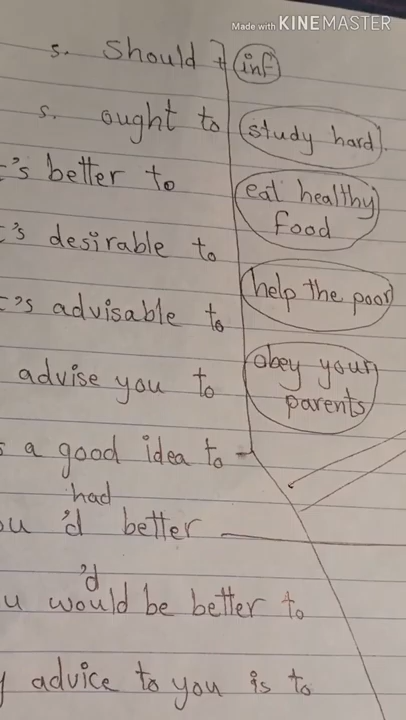 Made with KINEMASTER
s. should + inf
s. ought to study hard.
's better to eat healthy
food
's desirable to
help the poor
's advisable to
advise you to obey your
parents
s a good idea to
had
ou 'd better
'd
u would be better to
y advice to you is to